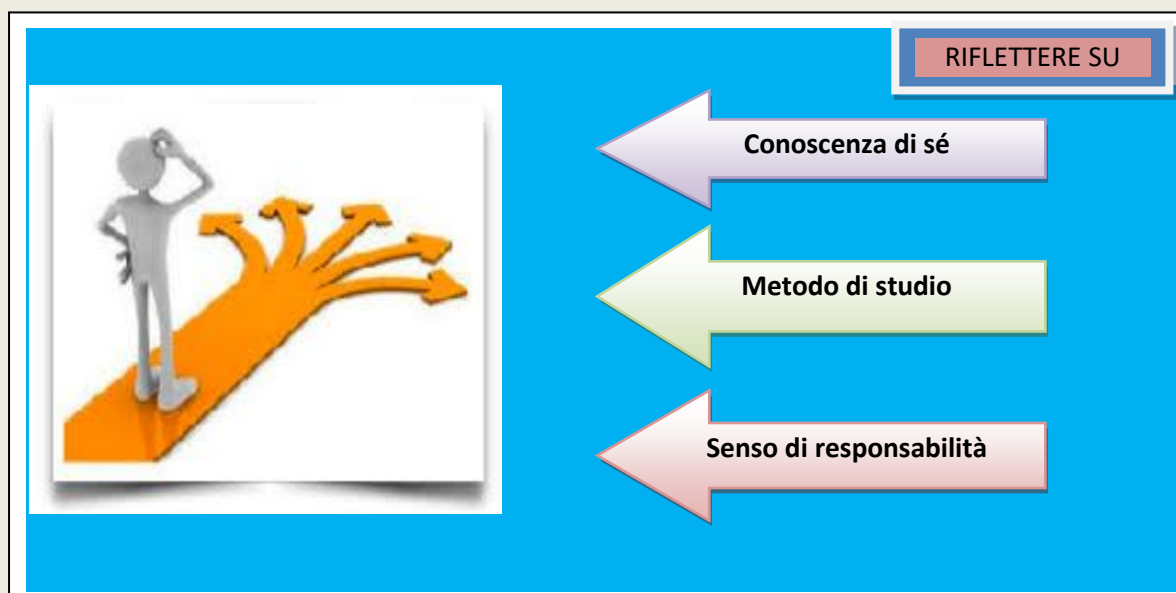 RIFLETTERE SU
Conoscenza di sé
Metodo di studio
Senso di responsabilità